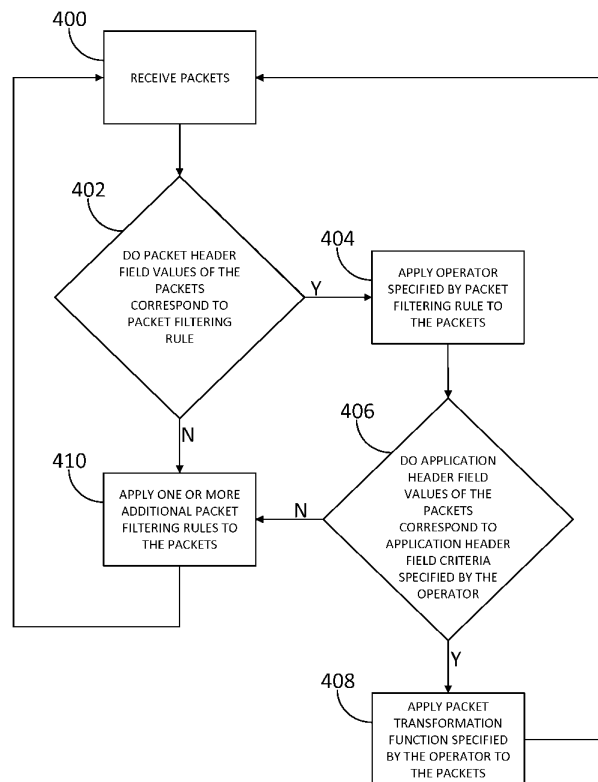 400
RECEIVE PACKETS
402
DO PACKET HEADER
FIELD VALUES OF THE
PACKETS
CORRESPOND TO
PACKET FILTERING
RULE
Y
404
APPLY OPERATOR
SPECIFIED BY PACKET
FILTERING RULE TO
THE PACKETS
N
406
DO APPLICATION
HEADER FIELD
VALUES OF THE
PACKETS
CORRESPOND TO
APPLICATION HEADER
FIELD CRITERIA
SPECIFIED BY THE
OPERATOR
N
410
APPLY ONE OR MORE
ADDITIONAL PACKET
FILTERING RULES TO
THE PACKETS
Y
408
APPLY PACKET
TRANSFORMATION
FUNCTION SPECIFIED
BY THE OPERATOR TO
THE PACKETS